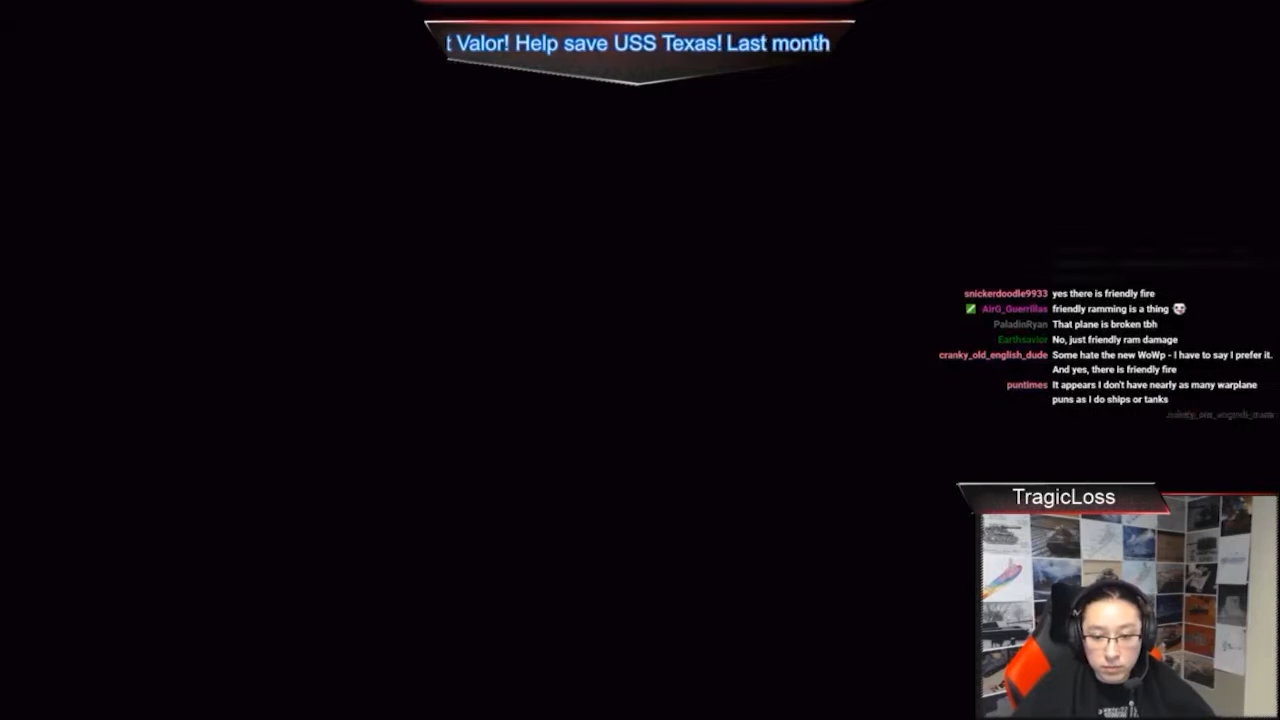 t Valor! Help save USS Texas! Last month
snickerdoodle9933 yes there is friendly fire
AirG_Guerrillas friendly ramming is a thing
PaladinRyan That plane is broken tbh
Earthsavior No, just friendly ram damage
cranky_old_english_dude Some hate the new WoWp - I have to say I prefer it.
And yes, there is friendly fire
puntimes It appears I don't have nearly as many warplane
puns as I do ships or tanks
TragicLoss